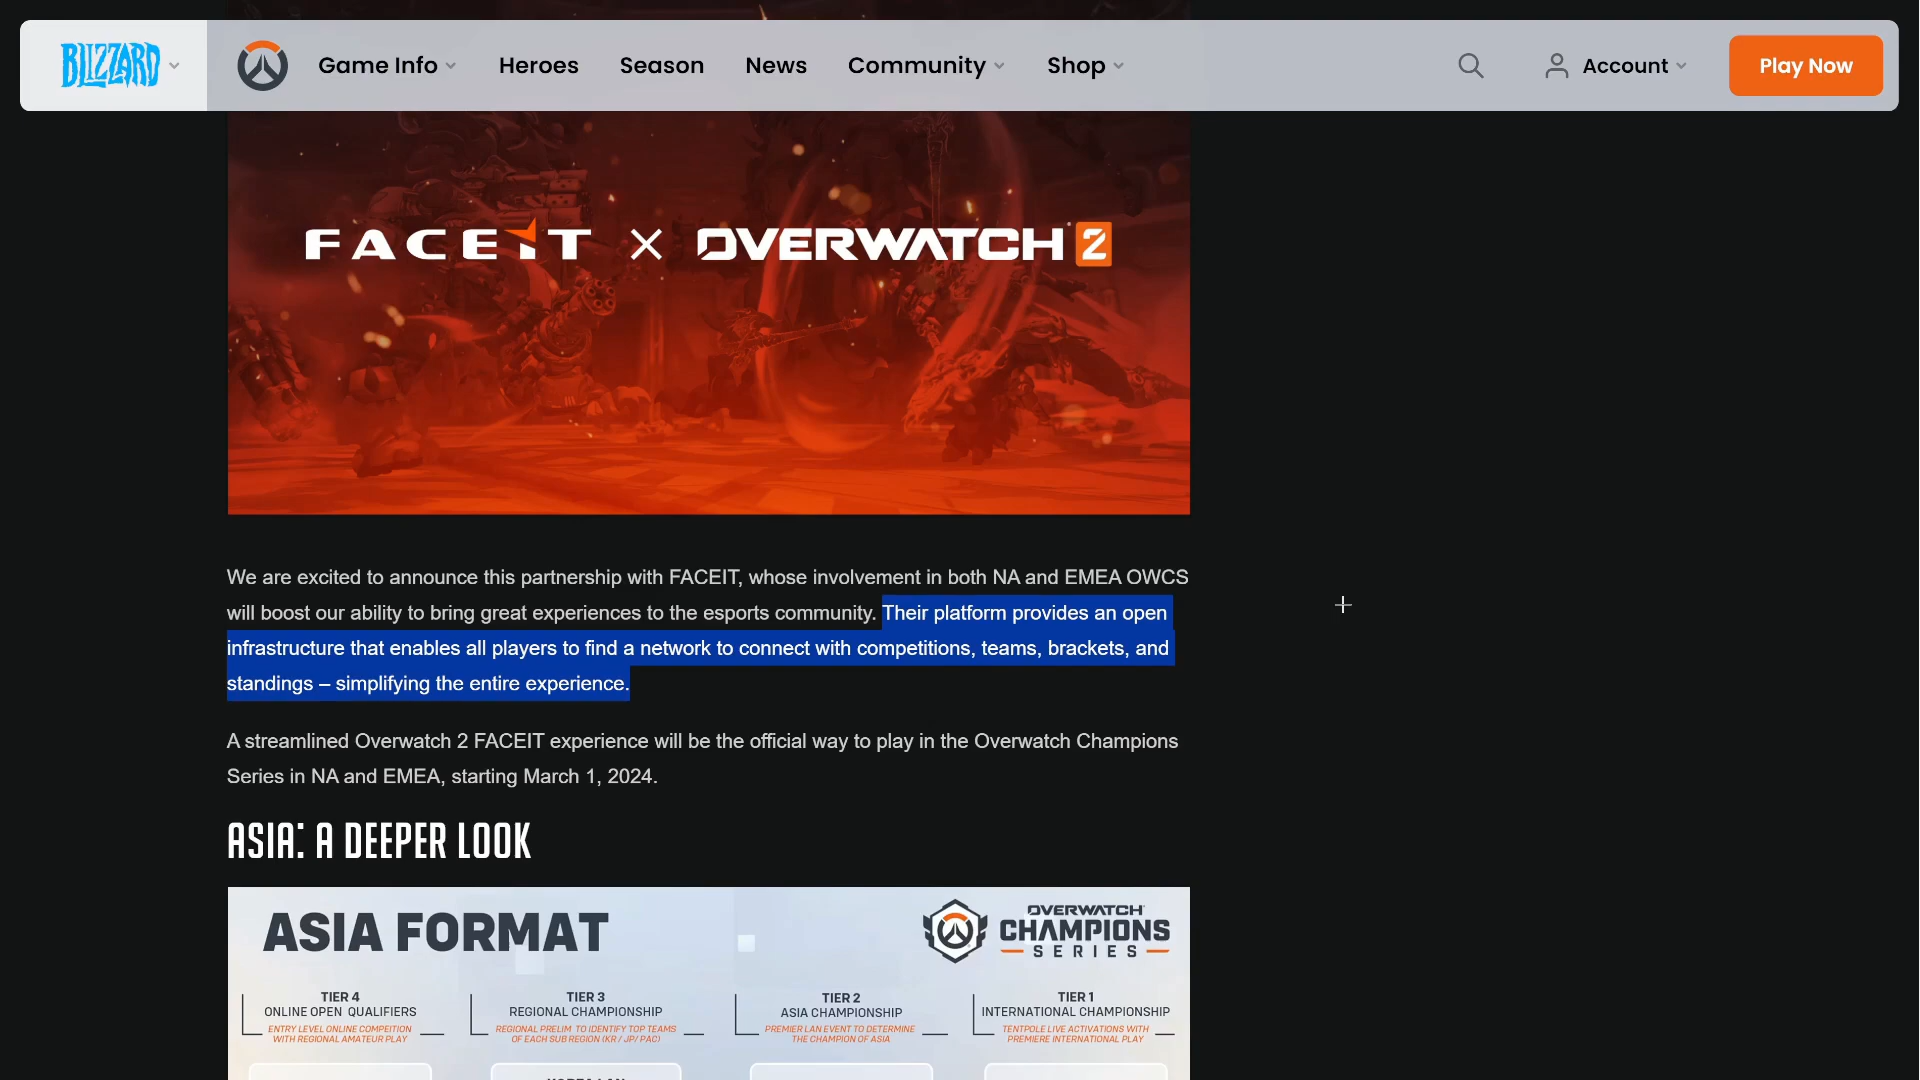 BLIZZARD
Game Info Heroes Season News Community Shop Account Play Now
FACEIT × OVERWATCH 2
We are excited to announce this partnership with FACEIT, whose involvement in both NA and EMEA OWCS
will boost our ability to bring great experiences to the esports community. Their platform provides an open
infrastructure that enables all players to find a network to connect with competitions, teams, brackets, and
standings – simplifying the entire experience.
A streamlined Overwatch 2 FACEIT experience will be the official way to play in the Overwatch Champions
Series in NA and EMEA, starting March 1, 2024.
ASIA: A DEEPER LOOK
ASIA FORMAT
OVERWATCH
CHAMPIONS
SERIES
TIER 4
ONLINE OPEN QUALIFIERS
ENTRY LEVEL ONLINE COMPEITION
WITH REGIONAL AMATEUR PLAY
TIER 3
REGIONAL CHAMPIONSHIP
REGIONAL PRELIM TO IDENTIFY TOP TEAMS
OF EACH SUB REGION (KR / JP/ PAC)
TIER 2
ASIA CHAMPIONSHIP
PREMIER LAN EVENT TO DETERMINE
THE CHAMPION OF ASIA
TIER 1
INTERNATIONAL CHAMPIONSHIP
TENTPOLE LIVE ACTIVATIONS WITH
PREMIERE INTERNATIONAL PLAY